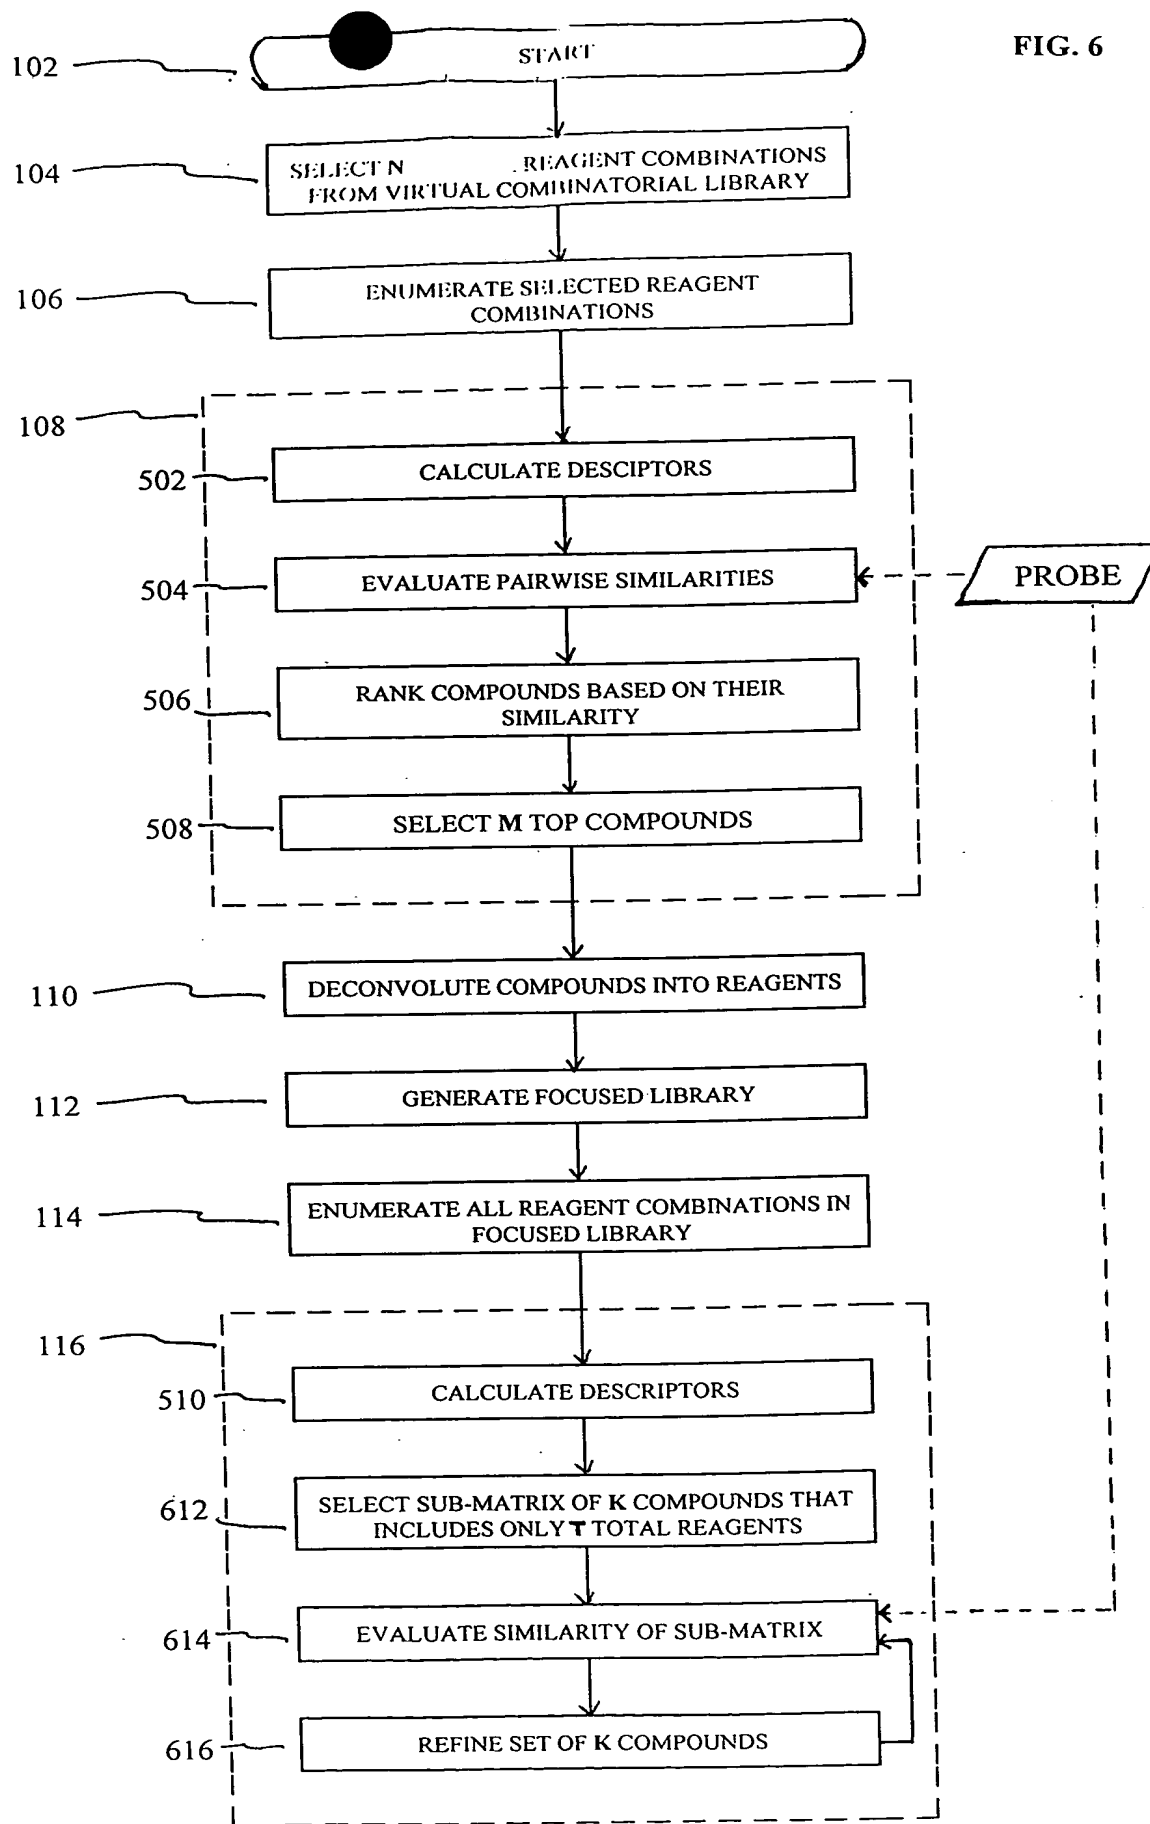 FIG. 6
102
START
104
SELECT N REAGENT COMBINATIONS
FROM VIRTUAL COMBINATORIAL LIBRARY
106
ENUMERATE SELECTED REAGENT
COMBINATIONS
108
502
CALCULATE DESCIPTORS
504
EVALUATE PAIRWISE SIMILARITIES
PROBE
506
RANK COMPOUNDS BASED ON THEIR
SIMILARITY
508
SELECT M TOP COMPOUNDS
110
DECONVOLUTE COMPOUNDS INTO REAGENTS
112
GENERATE FOCUSED LIBRARY
114
ENUMERATE ALL REAGENT COMBINATIONS IN
FOCUSED LIBRARY
116
510
CALCULATE DESCRIPTORS
612
SELECT SUB-MATRIX OF K COMPOUNDS THAT
INCLUDES ONLY T TOTAL REAGENTS
614
EVALUATE SIMILARITY OF SUB-MATRIX
616
REFINE SET OF K COMPOUNDS